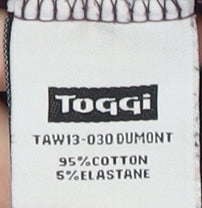 TOGGi
TAW13-030 DUMONT
95%COTTON
5%ELASTANE